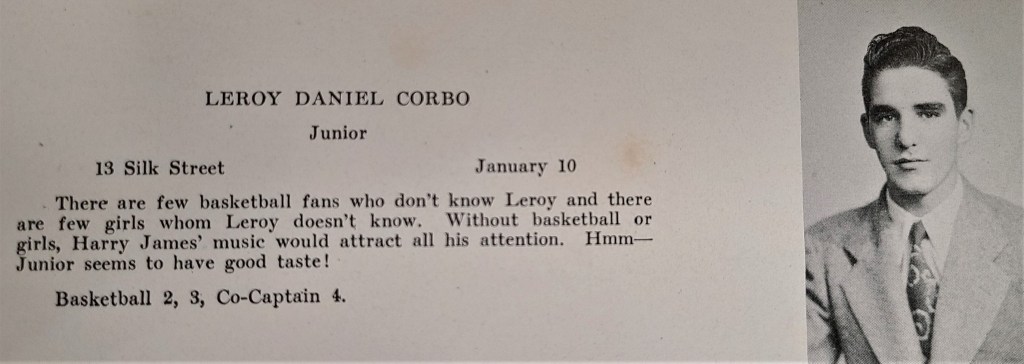 LEROY DANIEL CORBO
Junior
13 Silk Street January 10
There are few basketball fans who don't know Leroy and there
are few girls whom Leroy doesn't know. Without basketball or
girls, Harry James' music would attract all his attention. Hmm—
Junior seems to have good taste!
Basketball 2, 3, Co-Captain 4.